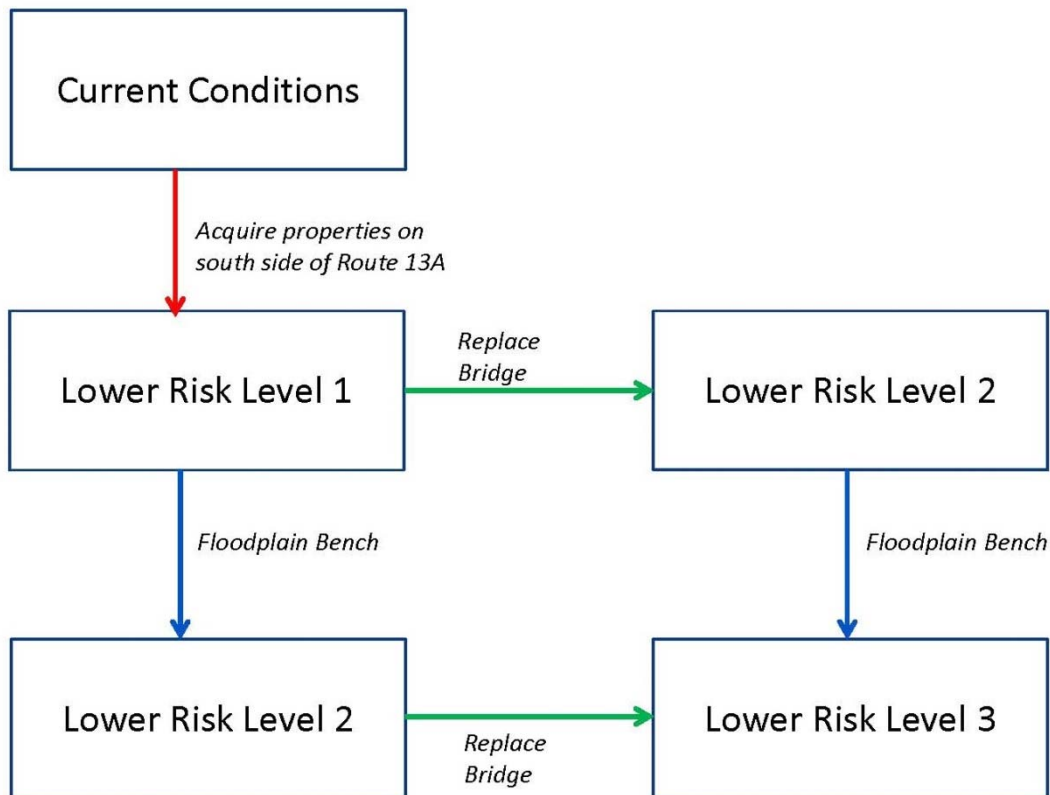 Current Conditions
Acquire properties on
south side of Route 13A
Lower Risk Level 1
Replace
Bridge
Lower Risk Level 2
Floodplain Bench
Floodplain Bench
Lower Risk Level 2
Replace
Bridge
Lower Risk Level 3